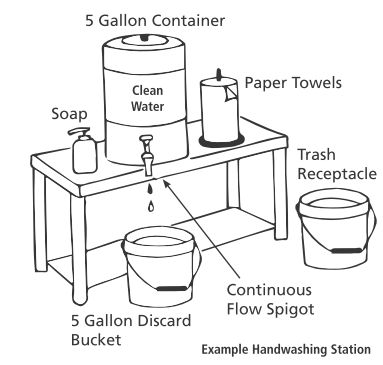 5 Gallon Container
Clean
Water
Paper Towels
Soap
Trash
Receptacle
Continuous
Flow Spigot
5 Gallon Discard
Bucket
Example Handwashing Station